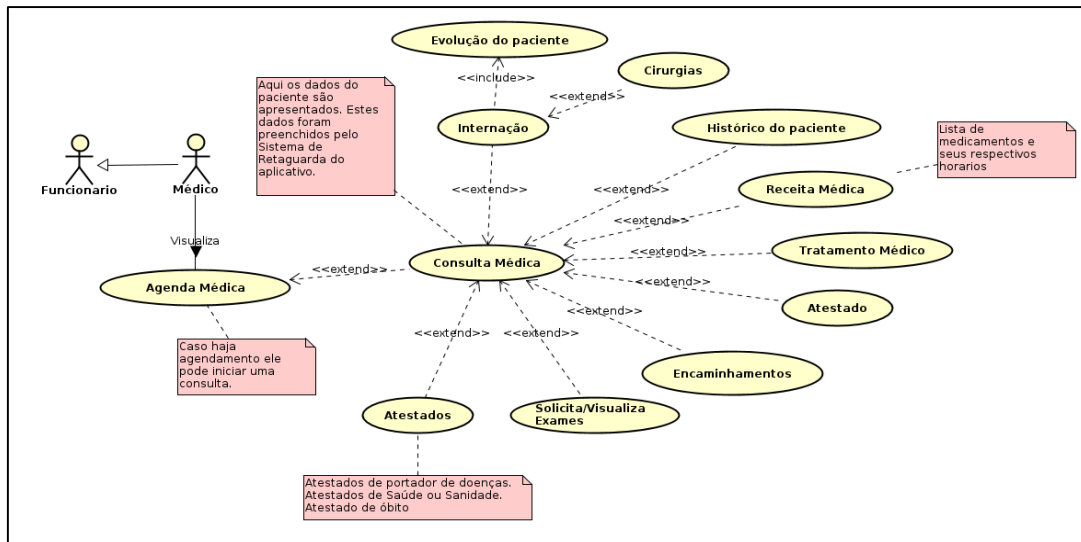 Evolução do paciente
<<include>>
Cirurgias
<<extend>>
Internação
Aqui os dados do
paciente são
apresentados. Estes
dados foram
preenchidos pelo
Sistema de
Retaguarda do
aplicativo.
Histórico do paciente
Lista de
medicamentos e
seus respectivos
horarios
Funcionario
Médico
<<extend>>
<<extend>>
Receita Médica
<<extend>>
Visualiza
Tratamento Médico
<<extend>>
Consulta Médica
<<extend>>
Agenda Médica
<<extend>>
Atestado
<<extend>>
<<extend>>
<<extend>>
Caso haja
agendamento ele
pode iniciar uma
consulta.
Encaminhamentos
Atestados
Solicita/Visualiza
Exames
Atestados de portador de doenças.
Atestados de Saúde ou Sanidade.
Atestado de óbito